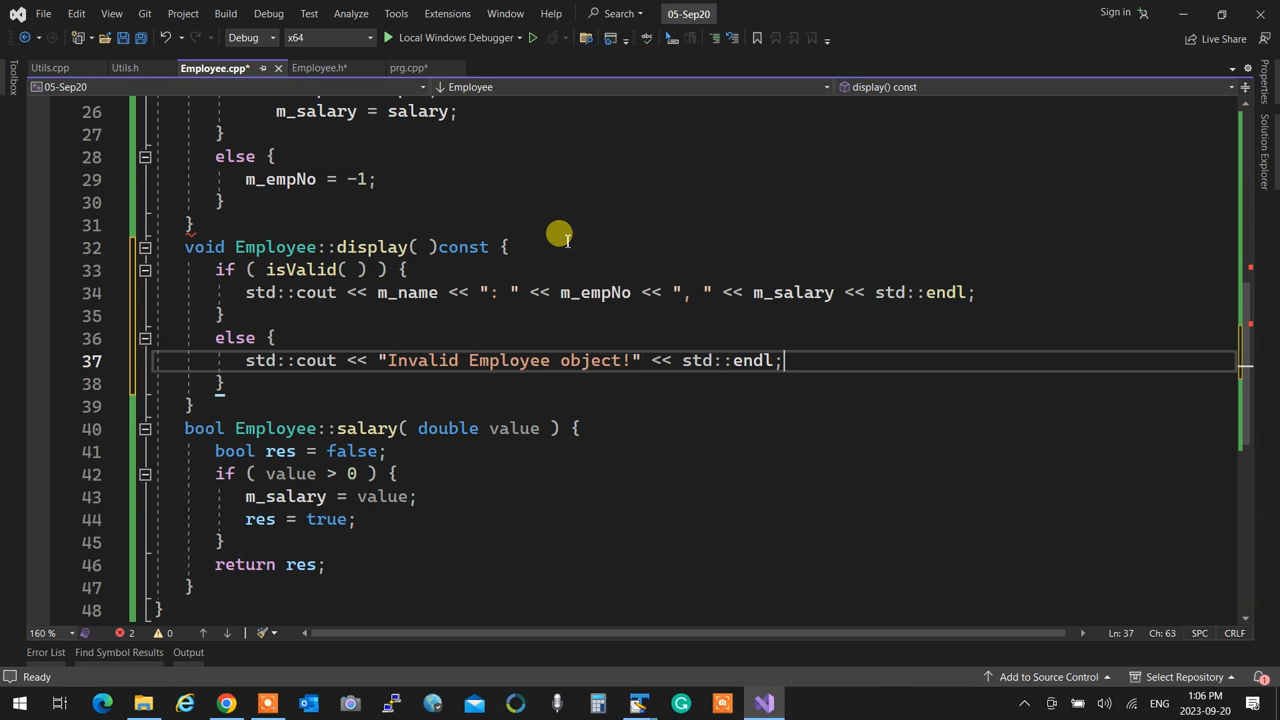 File Edit View Git Project Build Debug Test Analyze Tools Extensions Window Help Search 05-Sep20 Sign in
Debug x64 Local Windows Debugger Live Share
Toolbox
Utils.cpp Utils.h Employee.cpp* Employee.h* prg.cpp*
05-Sep20 Employee display() const
Properties
Solution Explorer
26 m_salary = salary;
27 }
28 else {
29 m_empNo = -1;
30 }
31 }
32 void Employee::display( )const {
33 if ( isValid( ) ) {
34 std::cout << m_name << ": " << m_empNo << ", " << m_salary << std::endl;
35 }
36 else {
37 std::cout << "Invalid Employee object!" << std::endl;
38 }
39 }
40 bool Employee::salary( double value ) {
41 bool res = false;
42 if ( value > 0 ) {
43 m_salary = value;
44 res = true;
45 }
46 return res;
47 }
48 }
160 % 2 0 Ln: 37 Ch: 63 SPC CRLF
Error List Find Symbol Results Output
Ready Add to Source Control Select Repository 1
ENG 1:06 PM
2023-09-20